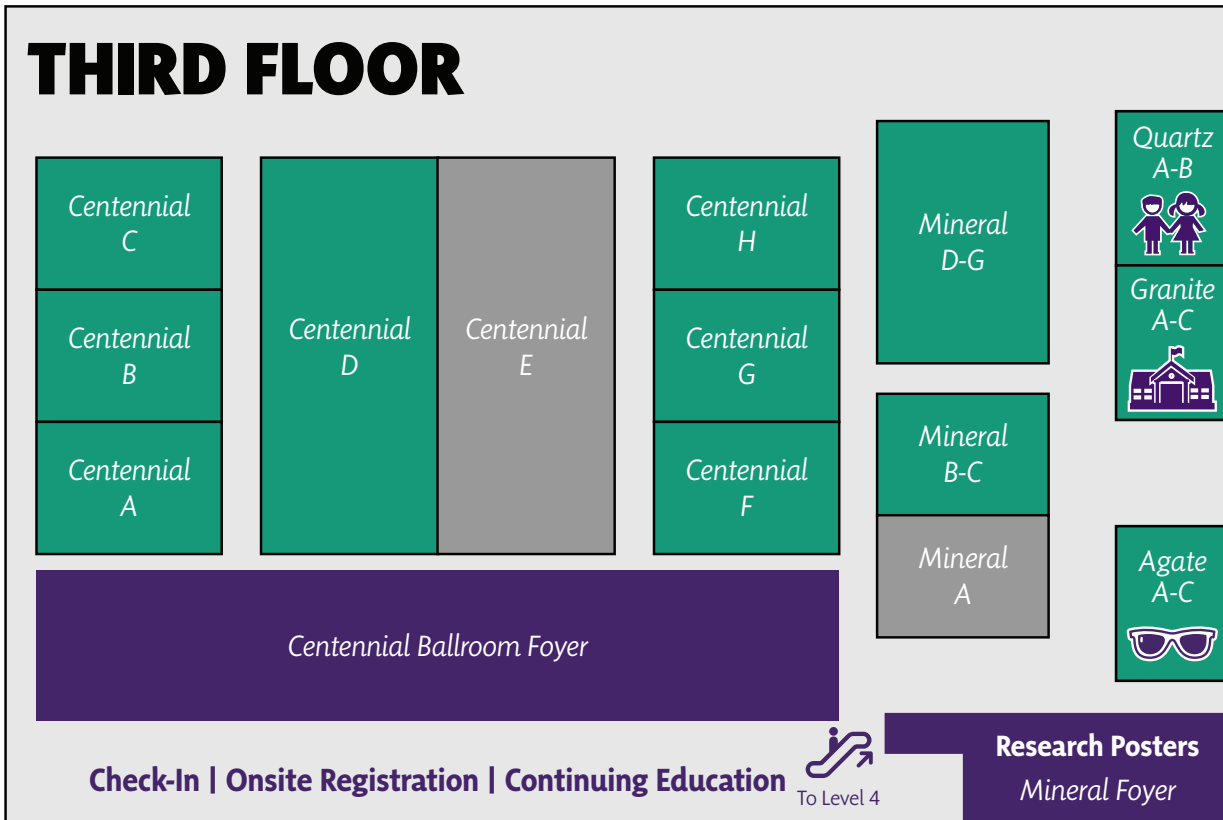 THIRD FLOOR
Centennial
C
Centennial
B
Centennial
A
Centennial
D
Centennial
E
Centennial
H
Centennial
G
Centennial
F
Mineral
D-G
Mineral
B-C
Mineral
A
Quartz
A-B
Granite
A-C
Agate
A-C
Centennial Ballroom Foyer
Check-In | Onsite Registration | Continuing Education
To Level 4
Research Posters
Mineral Foyer